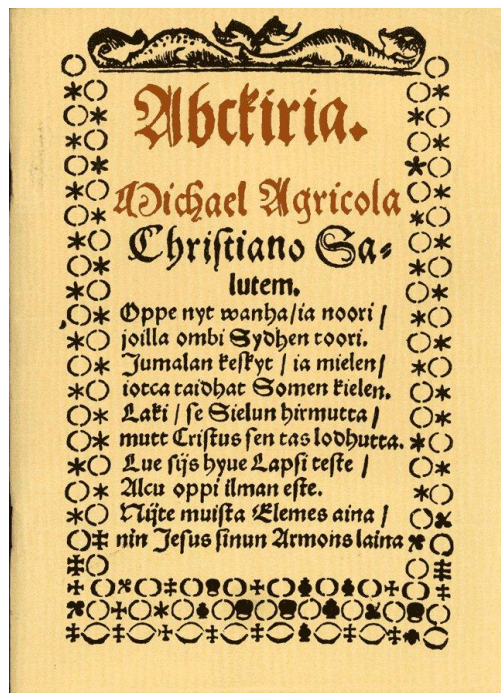 Abckiria.
Michael Agricola
Chriſtiano Sa⸗
lutem.
Oppe nyt wanha/ia noori /
joilla ombi Sydhen toori.
Jumalan keſkyt / ia mielen/
iotca taidhat Somen kielen.
Laki / ſe Sielun hirmutta /
mutt Criſtus ſen tas lodhutta.
Lue ſijs hyue Lapſi teſte /
Alcu oppi ilman eſte.
Nijte muiſta Elemes aina /
nin Jeſus ſinun Armons laina